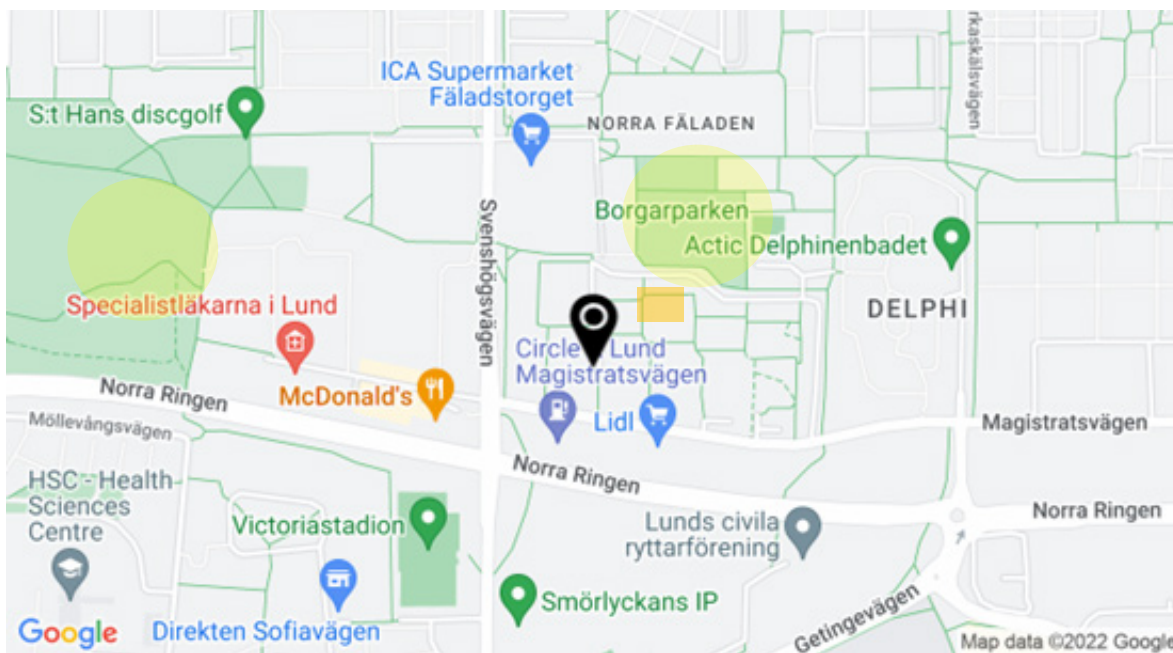 ICA Supermarket
Fäladstorget
S:t Hans discgolf
NORRA FÄLADEN
Svenshögsvägen
Borgarparken
Actic Delphinenbadet
Specialistläkarna i Lund
DELPHI
Circle Lund
Magistratsvägen
Norra Ringen
McDonald's
Lidl
Magistratsvägen
Möllevångsvägen
Norra Ringen
HSC - Health
Sciences
Centre
Victoriastadion
Lunds civila
ryttarförening
Norra Ringen
Smörlyckans IP
Getingevägen
Google
Direkten Sofiavägen
Map data ©2022 Google